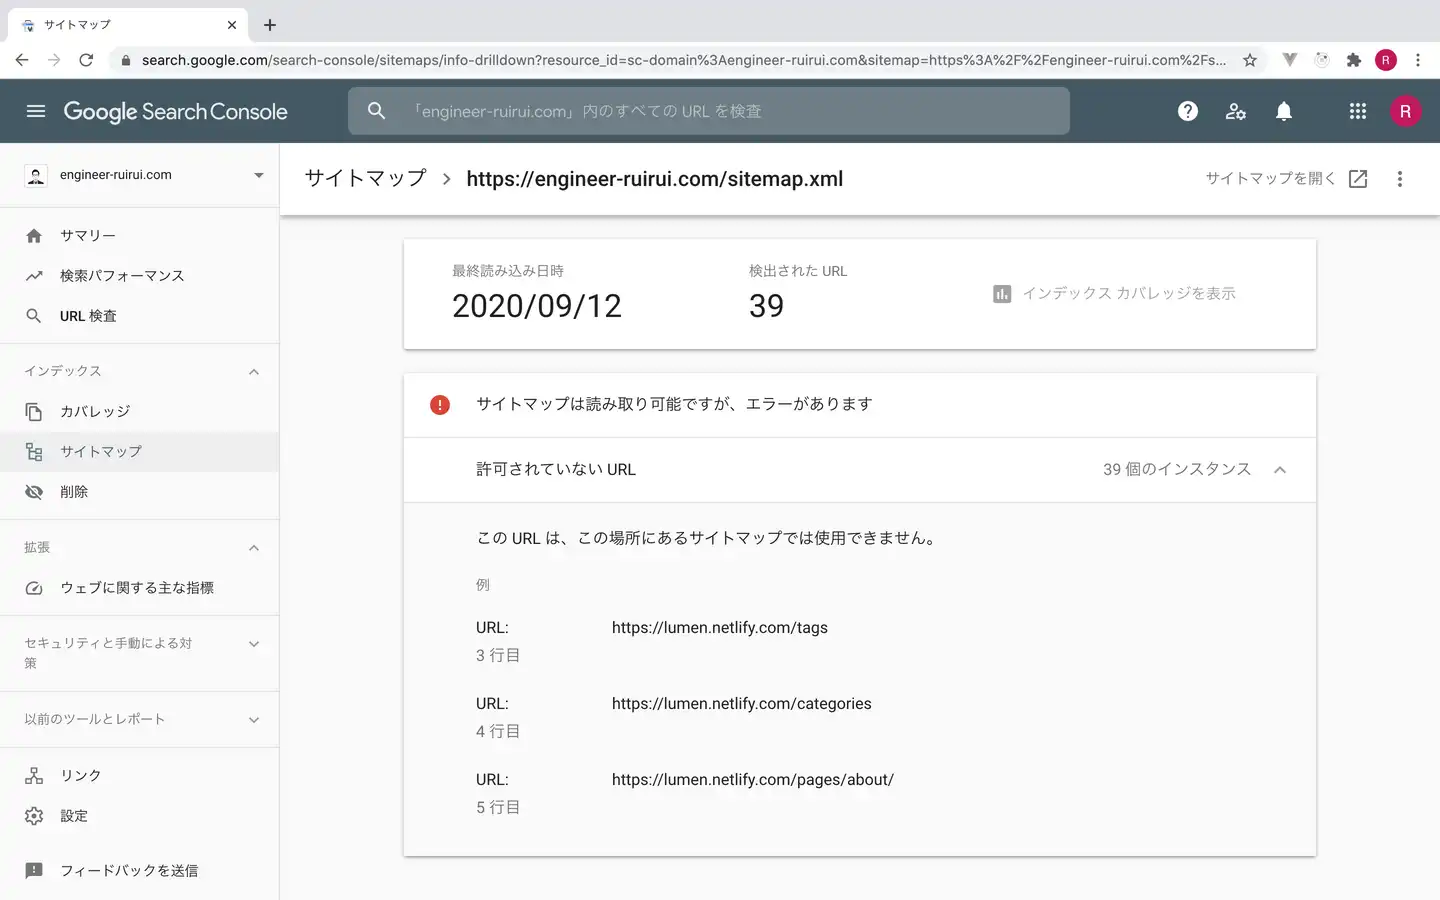 サイトマップ
search.google.com/search-console/sitemaps/info-drilldown?resource_id=sc-domain%3Aengineer-ruirui.com&sitemap=https%3A%2F%2Fengineer-ruirui.com%2Fs...
R
Google Search Console
「engineer-ruirui.com」内のすべての URL を検査
R
engineer-ruirui.com
サマリー
検索パフォーマンス
URL 検査
インデックス
カバレッジ
サイトマップ
削除
拡張
ウェブに関する主な指標
セキュリティと手動による対
策
以前のツールとレポート
リンク
設定
フィードバックを送信
サイトマップ > https://engineer-ruirui.com/sitemap.xml
サイトマップを開く
最終読み込み日時
2020/09/12
検出された URL
39
インデックス カバレッジを表示
サイトマップは読み取り可能ですが、エラーがあります
許可されていない URL
39 個のインスタンス
この URL は、この場所にあるサイトマップでは使用できません。
例
URL: https://lumen.netlify.com/tags
3 行目
URL: https://lumen.netlify.com/categories
4 行目
URL: https://lumen.netlify.com/pages/about/
5 行目